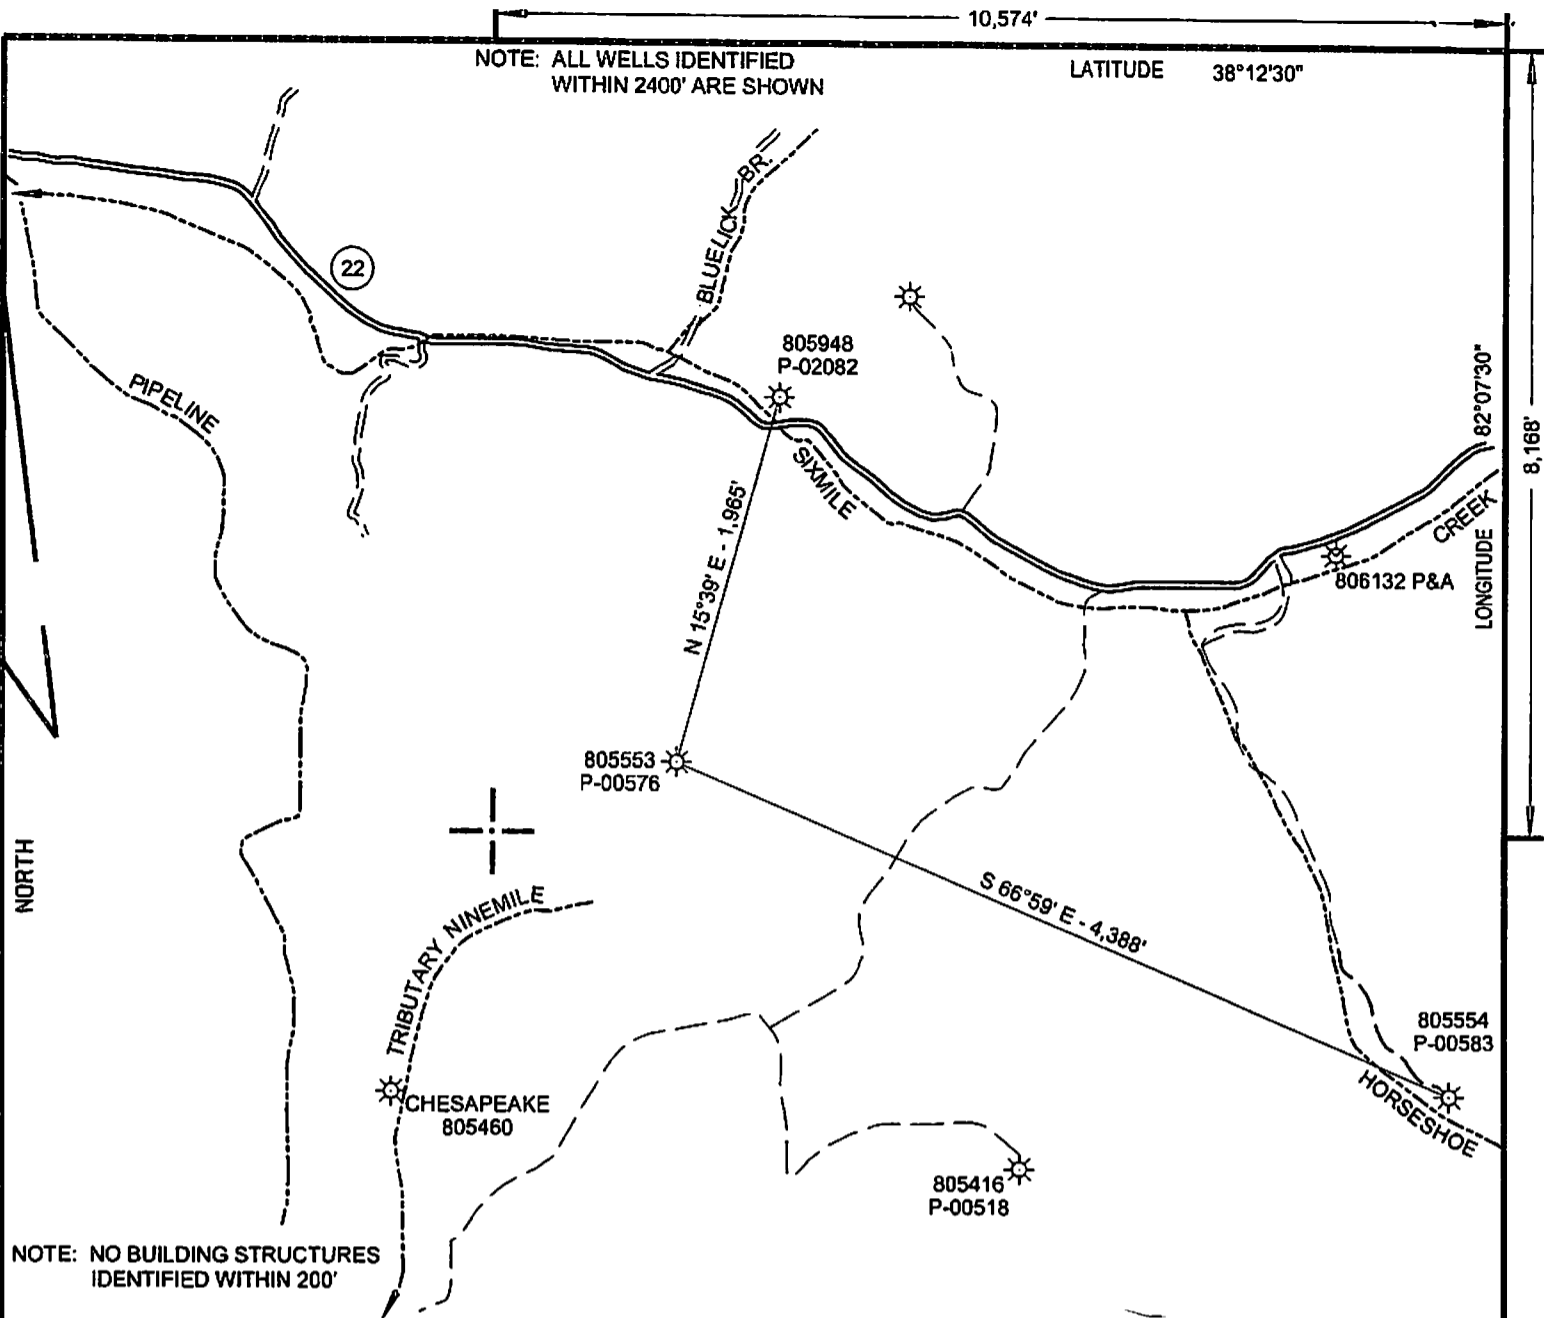 10,574'
NOTE: ALL WELLS IDENTIFIED
WITHIN 2400' ARE SHOWN
LATITUDE 38°12'30"
BLUELICK BR.
22
805948
P-02082
PIPELINE
SIXMILE
82°07'30"
LONGITUDE
8,168'
CREEK
806132 P&A
N 15°39' E - 1,965'
805553
P-00576
NORTH
S 66°59' E - 4,388'
TRIBUTARY NINEMILE
805554
P-00583
HORSESHOE
CHESAPEAKE
805460
805416
P-00518
NOTE: NO BUILDING STRUCTURES
IDENTIFIED WITHIN 200'